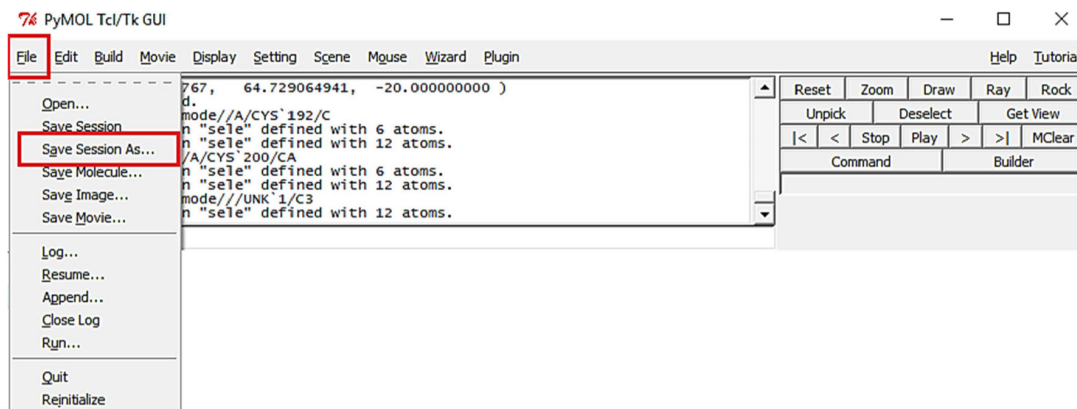 PyMOL Tcl/Tk GUI
File Edit Build Movie Display Setting Scene Mouse Wizard Plugin Help Tutoria
767, 64.729064941, -20.000000000 )
d.
mode//A/CYS`192/C
n "sele" defined with 6 atoms.
n "sele" defined with 12 atoms.
/A/CYS`200/CA
n "sele" defined with 6 atoms.
n "sele" defined with 12 atoms.
mode///UNK`1/C3
n "sele" defined with 12 atoms.
Open...
Save Session
Save Session As...
Save Molecule...
Save Image...
Save Movie...
Log...
Resume...
Append...
Close Log
Run...
Quit
Reinitialize
Reset Zoom Draw Ray Rock
Unpick Deselect Get View
|< < Stop Play > >| MClear
Command Builder